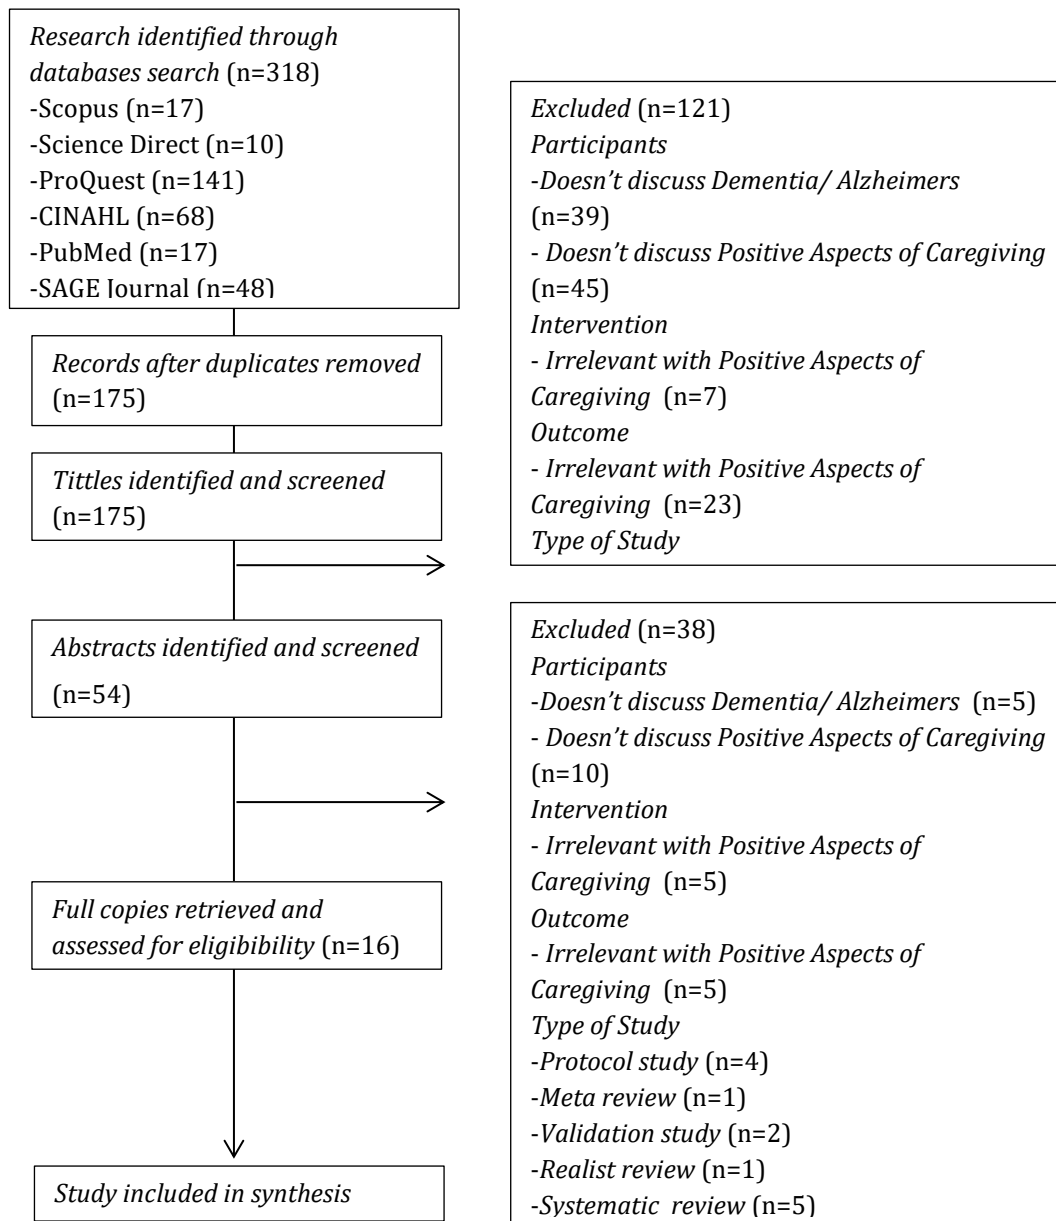 Research identified through
databases search (n=318)
-Scopus (n=17)
-Science Direct (n=10)
-ProQuest (n=141)
-CINAHL (n=68)
-PubMed (n=17)
-SAGE Journal (n=48)
Records after duplicates removed
(n=175)
Tittles identified and screened
(n=175)
Excluded (n=121)
Participants
-Doesn't discuss Dementia/ Alzheimers
(n=39)
- Doesn't discuss Positive Aspects of Caregiving
(n=45)
Intervention
- Irrelevant with Positive Aspects of
Caregiving (n=7)
Outcome
- Irrelevant with Positive Aspects of
Caregiving (n=23)
Type of Study
Abstracts identified and screened
(n=54)
Excluded (n=38)
Participants
-Doesn't discuss Dementia/ Alzheimers (n=5)
- Doesn't discuss Positive Aspects of Caregiving
(n=10)
Intervention
- Irrelevant with Positive Aspects of
Caregiving (n=5)
Outcome
- Irrelevant with Positive Aspects of
Caregiving (n=5)
Type of Study
-Protocol study (n=4)
-Meta review (n=1)
-Validation study (n=2)
-Realist review (n=1)
-Systematic review (n=5)
Full copies retrieved and
assessed for eligibibility (n=16)
Study included in synthesis